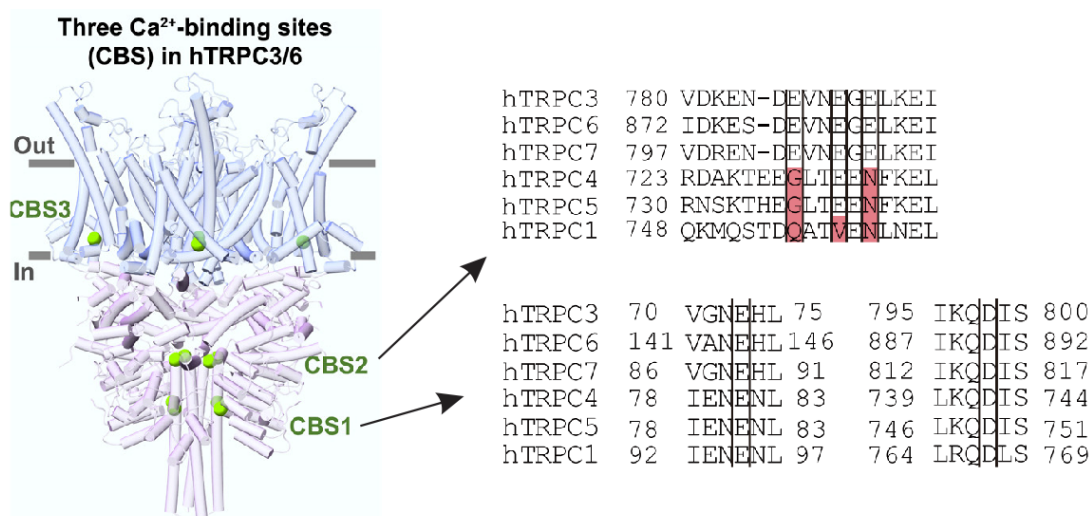 Three Ca²⁺-binding sites
(CBS) in hTRPC3/6
Out
CBS3
In
CBS2
CBS1
hTRPC3 780 VDKEN-DEVNEGELKEI
hTRPC6 872 IDKES-DEVNEGELKEI
hTRPC7 797 VDREN-DEVNEGELKEI
hTRPC4 723 RDAKTEEGLTEENFKEL
hTRPC5 730 RNSKTHEGLTEENFKEL
hTRPC1 748 QKMQSTDQATVENLNEL
hTRPC3 70 VGNEHL 75 795 IKQDIS 800
hTRPC6 141 VANEHL 146 887 IKQDIS 892
hTRPC7 86 VGNEHL 91 812 IKQDIS 817
hTRPC4 78 IENENL 83 739 LKQDIS 744
hTRPC5 78 IENENL 83 746 LKQDIS 751
hTRPC1 92 IENENL 97 764 LRQDLS 769